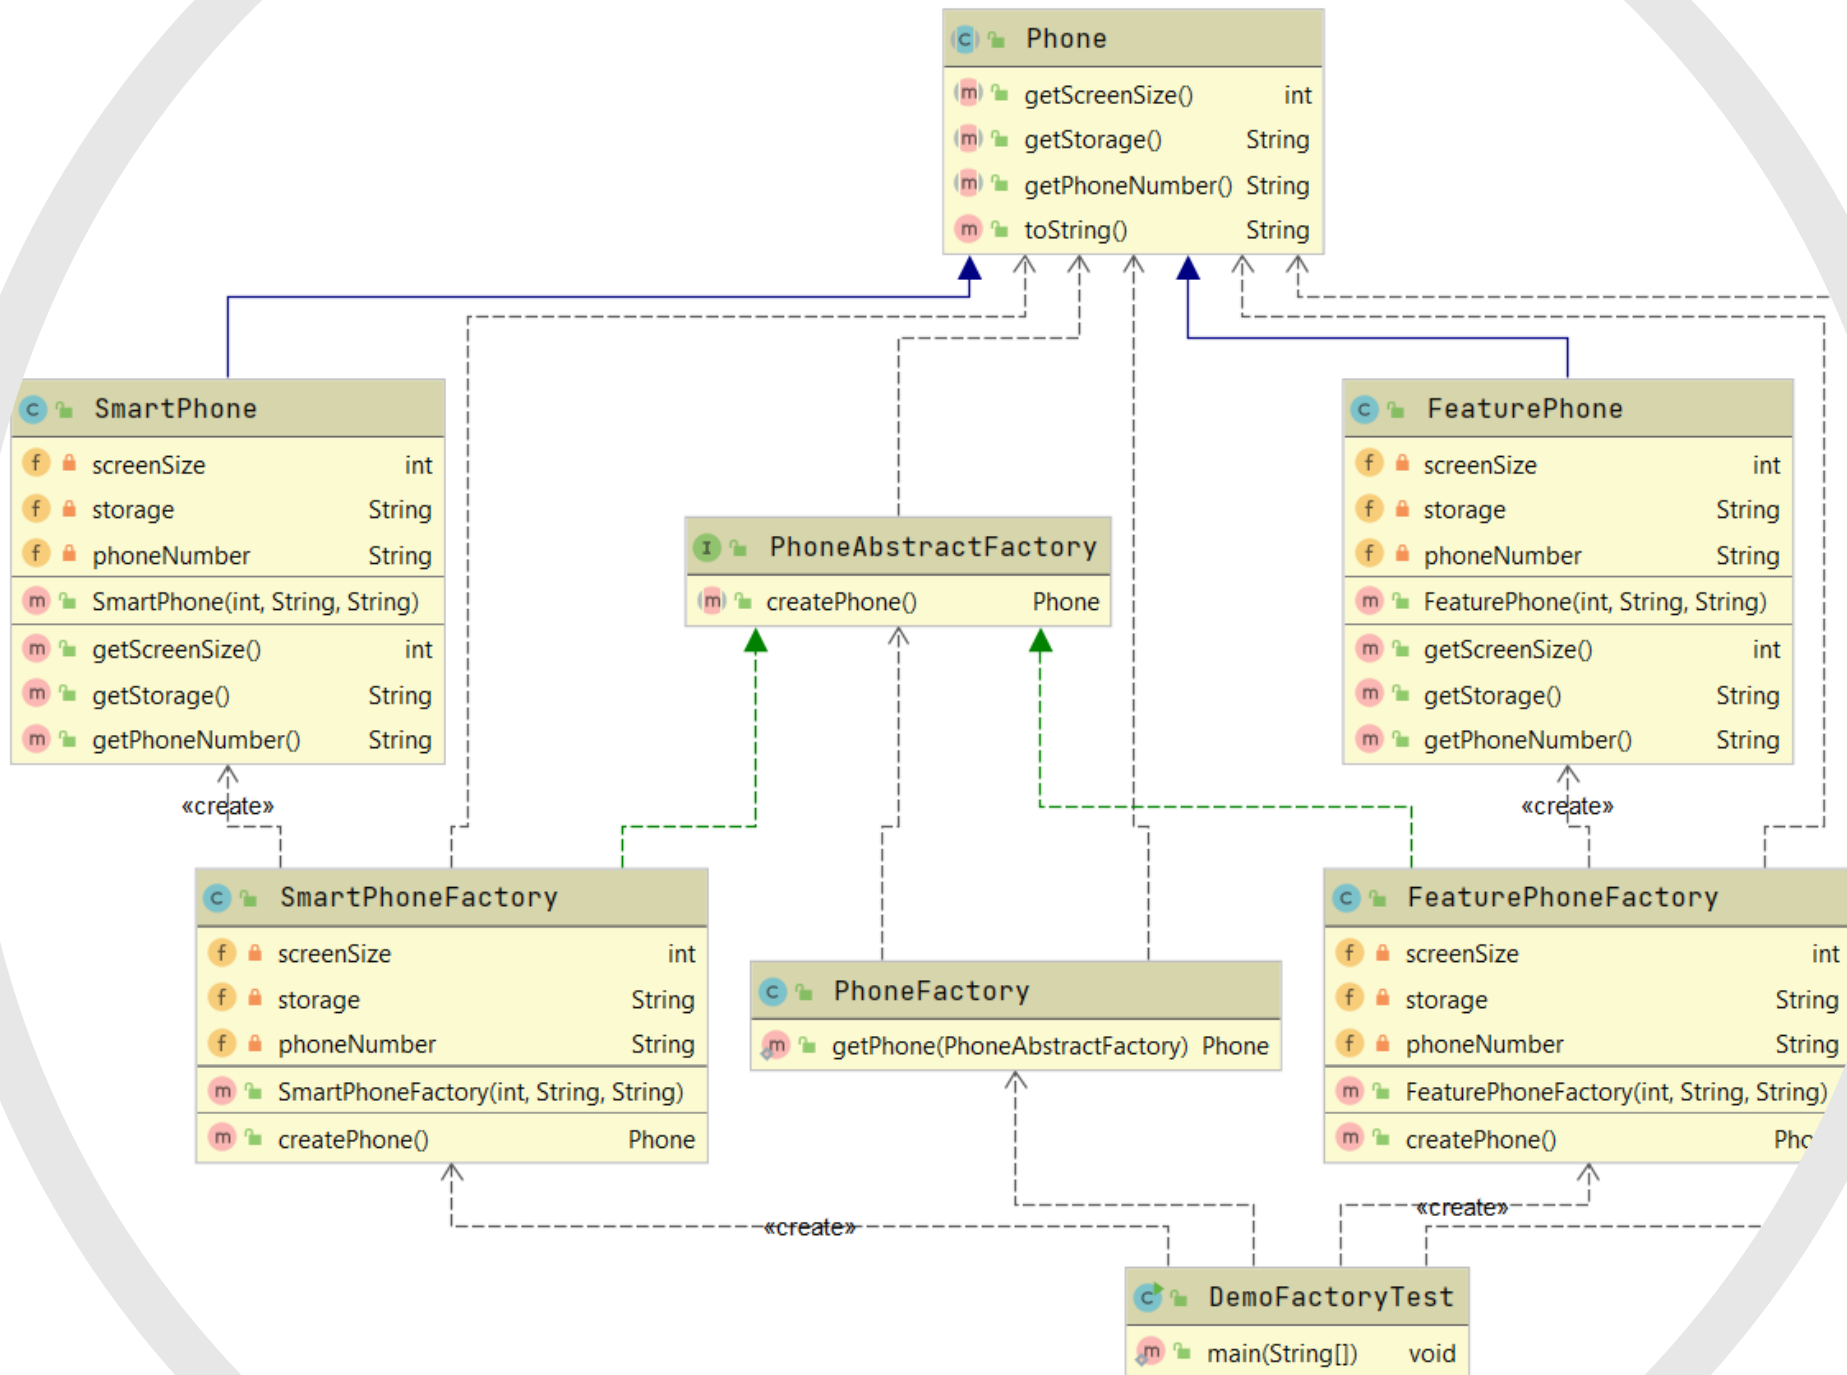 Phone
getScreenSize() int
getStorage() String
getPhoneNumber() String
toString() String
SmartPhone
screenSize int
storage String
phoneNumber String
SmartPhone(int, String, String)
getScreenSize() int
getStorage() String
getPhoneNumber() String
FeaturePhone
screenSize int
storage String
phoneNumber String
FeaturePhone(int, String, String)
getScreenSize() int
getStorage() String
getPhoneNumber() String
PhoneAbstractFactory
createPhone() Phone
«create»
«create»
SmartPhoneFactory
screenSize int
storage String
phoneNumber String
SmartPhoneFactory(int, String, String)
createPhone() Phone
PhoneFactory
getPhone(PhoneAbstractFactory) Phone
FeaturePhoneFactory
screenSize int
storage String
phoneNumber String
FeaturePhoneFactory(int, String, String)
createPhone()
«create»
«create»
DemoFactoryTest
main(String[]) void